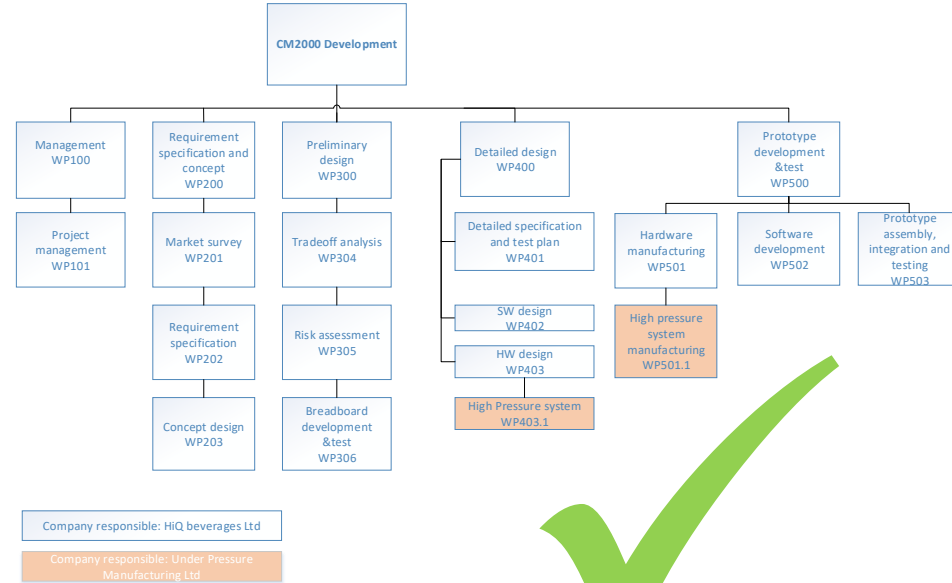 CM2000 Development
Management
WP100
Requirement
specification and
concept
WP200
Preliminary
design
WP300
Detailed design
WP400
Prototype
development
&test
WP500
Project
management
WP101
Market survey
WP201
Tradeoff analysis
WP304
Detailed specification
and test plan
WP401
Hardware
manufacturing
WP501
Software
development
WP502
Prototype
assembly,
integration and
testing
WP503
Requirement
specification
WP202
Risk assessment
WP305
SW design
WP402
HW design
WP403
High pressure
system
manufacturing
WP501.1
Concept design
WP203
Breadboard
development
&test
WP306
High Pressure system
WP403.1
Company responsible: HiQ beverages Ltd
Company responsible: Under Pressure
Manufacturing Ltd